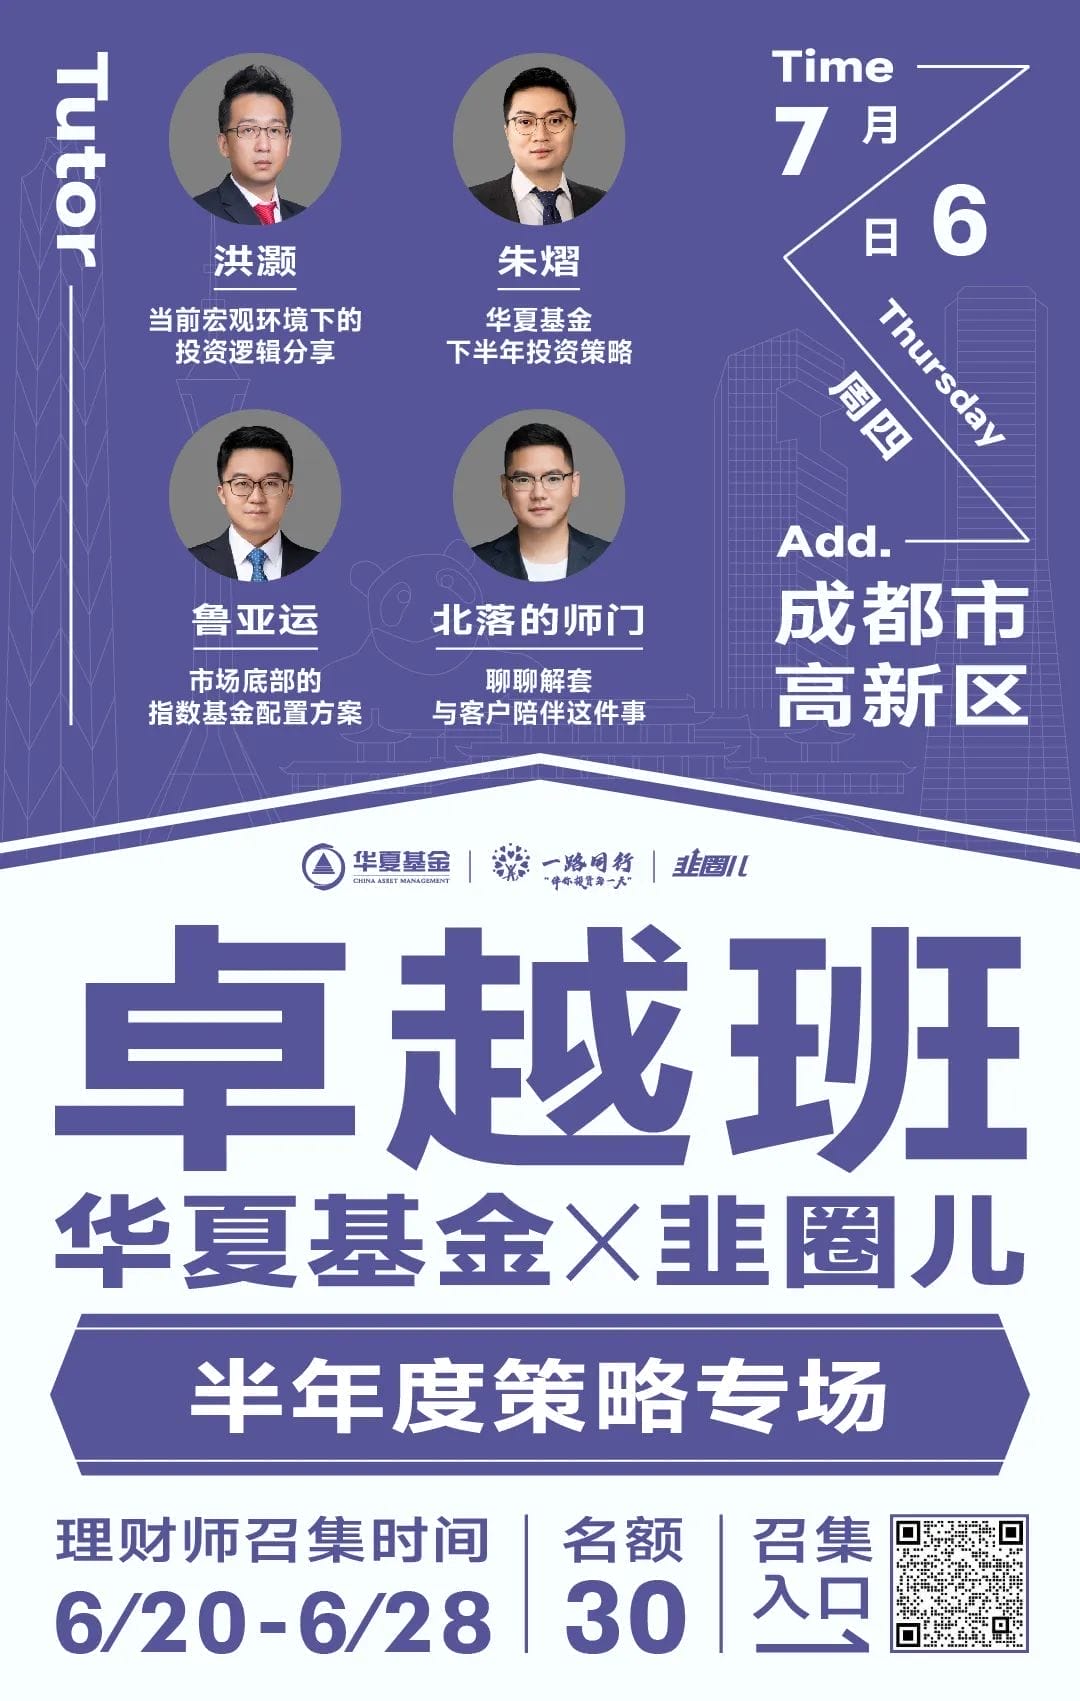 Tutor
洪灏
当前宏观环境下的
投资逻辑分享
朱熠
华夏基金
下半年投资策略
鲁亚运
市场底部的
指数基金配置方案
北落的师门
聊聊解套
与客户陪伴这件事
Time
7月
6日
Thursday
周四
Add.
成都市
高新区
华夏基金
CHINA ASSET MANAGEMENT
一路同行
“伴你投资每一天”
韭圈儿
卓越班
华夏基金×韭圈儿
半年度策略专场
理财师召集时间
6/20-6/28
名额
30
召集
入口